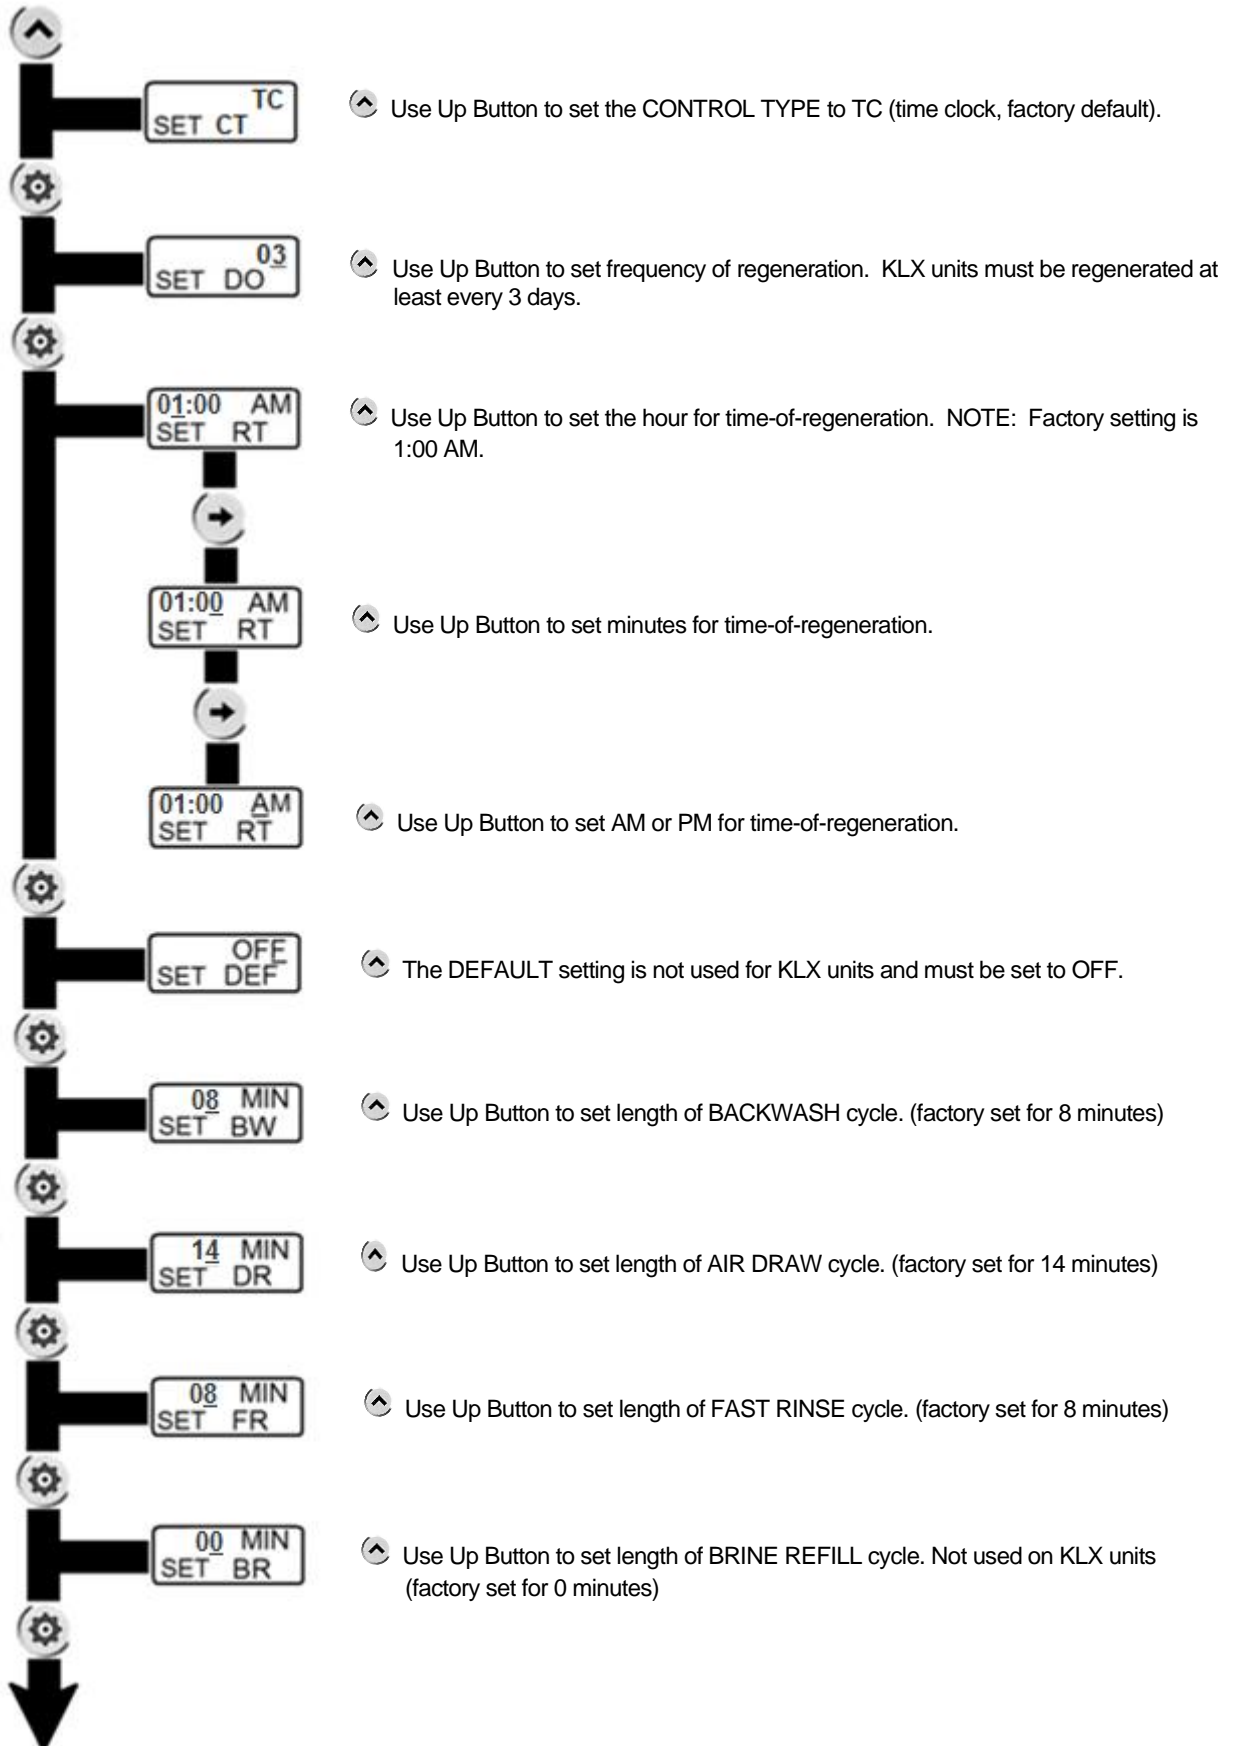 TC
SET CT
Use Up Button to set the CONTROL TYPE to TC (time clock, factory default).
03
SET DO
Use Up Button to set frequency of regeneration. KLX units must be regenerated at
least every 3 days.
01:00 AM
SET RT
Use Up Button to set the hour for time-of-regeneration. NOTE: Factory setting is
1:00 AM.
01:00 AM
SET RT
Use Up Button to set minutes for time-of-regeneration.
01:00 AM
SET RT
Use Up Button to set AM or PM for time-of-regeneration.
OFF
SET DEF
The DEFAULT setting is not used for KLX units and must be set to OFF.
08 MIN
SET BW
Use Up Button to set length of BACKWASH cycle. (factory set for 8 minutes)
14 MIN
SET DR
Use Up Button to set length of AIR DRAW cycle. (factory set for 14 minutes)
08 MIN
SET FR
Use Up Button to set length of FAST RINSE cycle. (factory set for 8 minutes)
00 MIN
SET BR
Use Up Button to set length of BRINE REFILL cycle. Not used on KLX units
(factory set for 0 minutes)